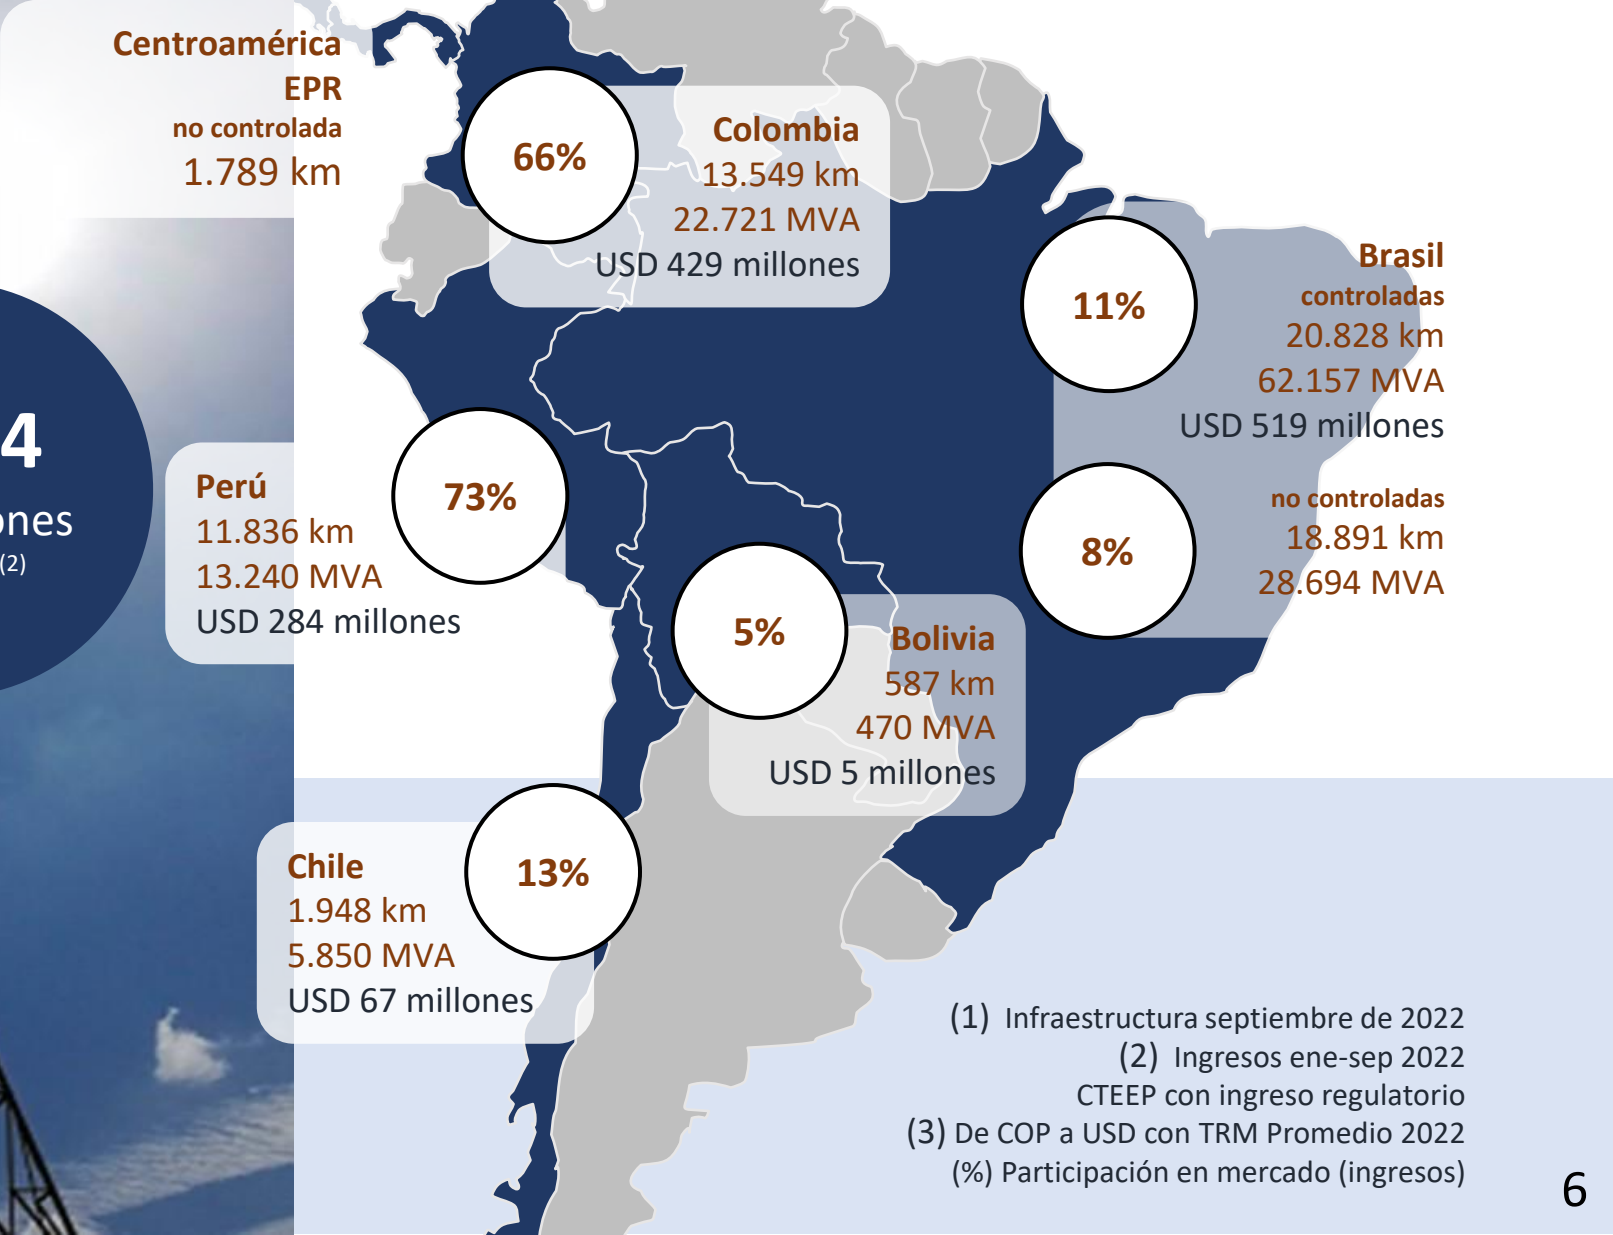 Centroamérica
EPR
no controlada
1.789 km
66%
Colombia
13.549 km
22.721 MVA
USD 429 millones
11%
Brasil
controladas
20.828 km
62.157 MVA
USD 519 millones
8%
no controladas
18.891 km
28.694 MVA
4
ones
(2)
Perú
11.836 km
13.240 MVA
USD 284 millones
73%
5%
Bolivia
587 km
470 MVA
USD 5 millones
Chile
1.948 km
5.850 MVA
USD 67 millones
13%
(1) Infraestructura septiembre de 2022
(2) Ingresos ene-sep 2022
CTEEP con ingreso regulatorio
(3) De COP a USD con TRM Promedio 2022
(%) Participación en mercado (ingresos)
6